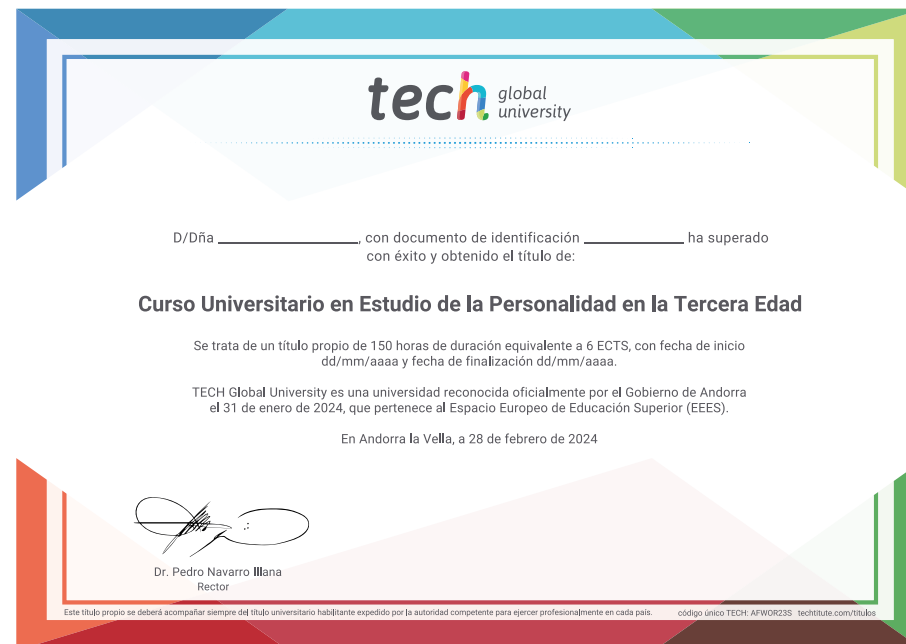 tech global university
D/Dña ____________________, con documento de identificación ______________ ha superado
con éxito y obtenido el título de:
Curso Universitario en Estudio de la Personalidad en la Tercera Edad
Se trata de un título propio de 150 horas de duración equivalente a 6 ECTS, con fecha de inicio
dd/mm/aaaa y fecha de finalización dd/mm/aaaa.
TECH Global University es una universidad reconocida oficialmente por el Gobierno de Andorra
el 31 de enero de 2024, que pertenece al Espacio Europeo de Educación Superior (EEES).
En Andorra la Vella, a 28 de febrero de 2024
Dr. Pedro Navarro Illana
Rector
Este título propio se deberá acompañar siempre del título universitario habilitante expedido por la autoridad competente para ejercer profesionalmente en cada país. código único TECH: AFWOR23S techtitute.com/titulos